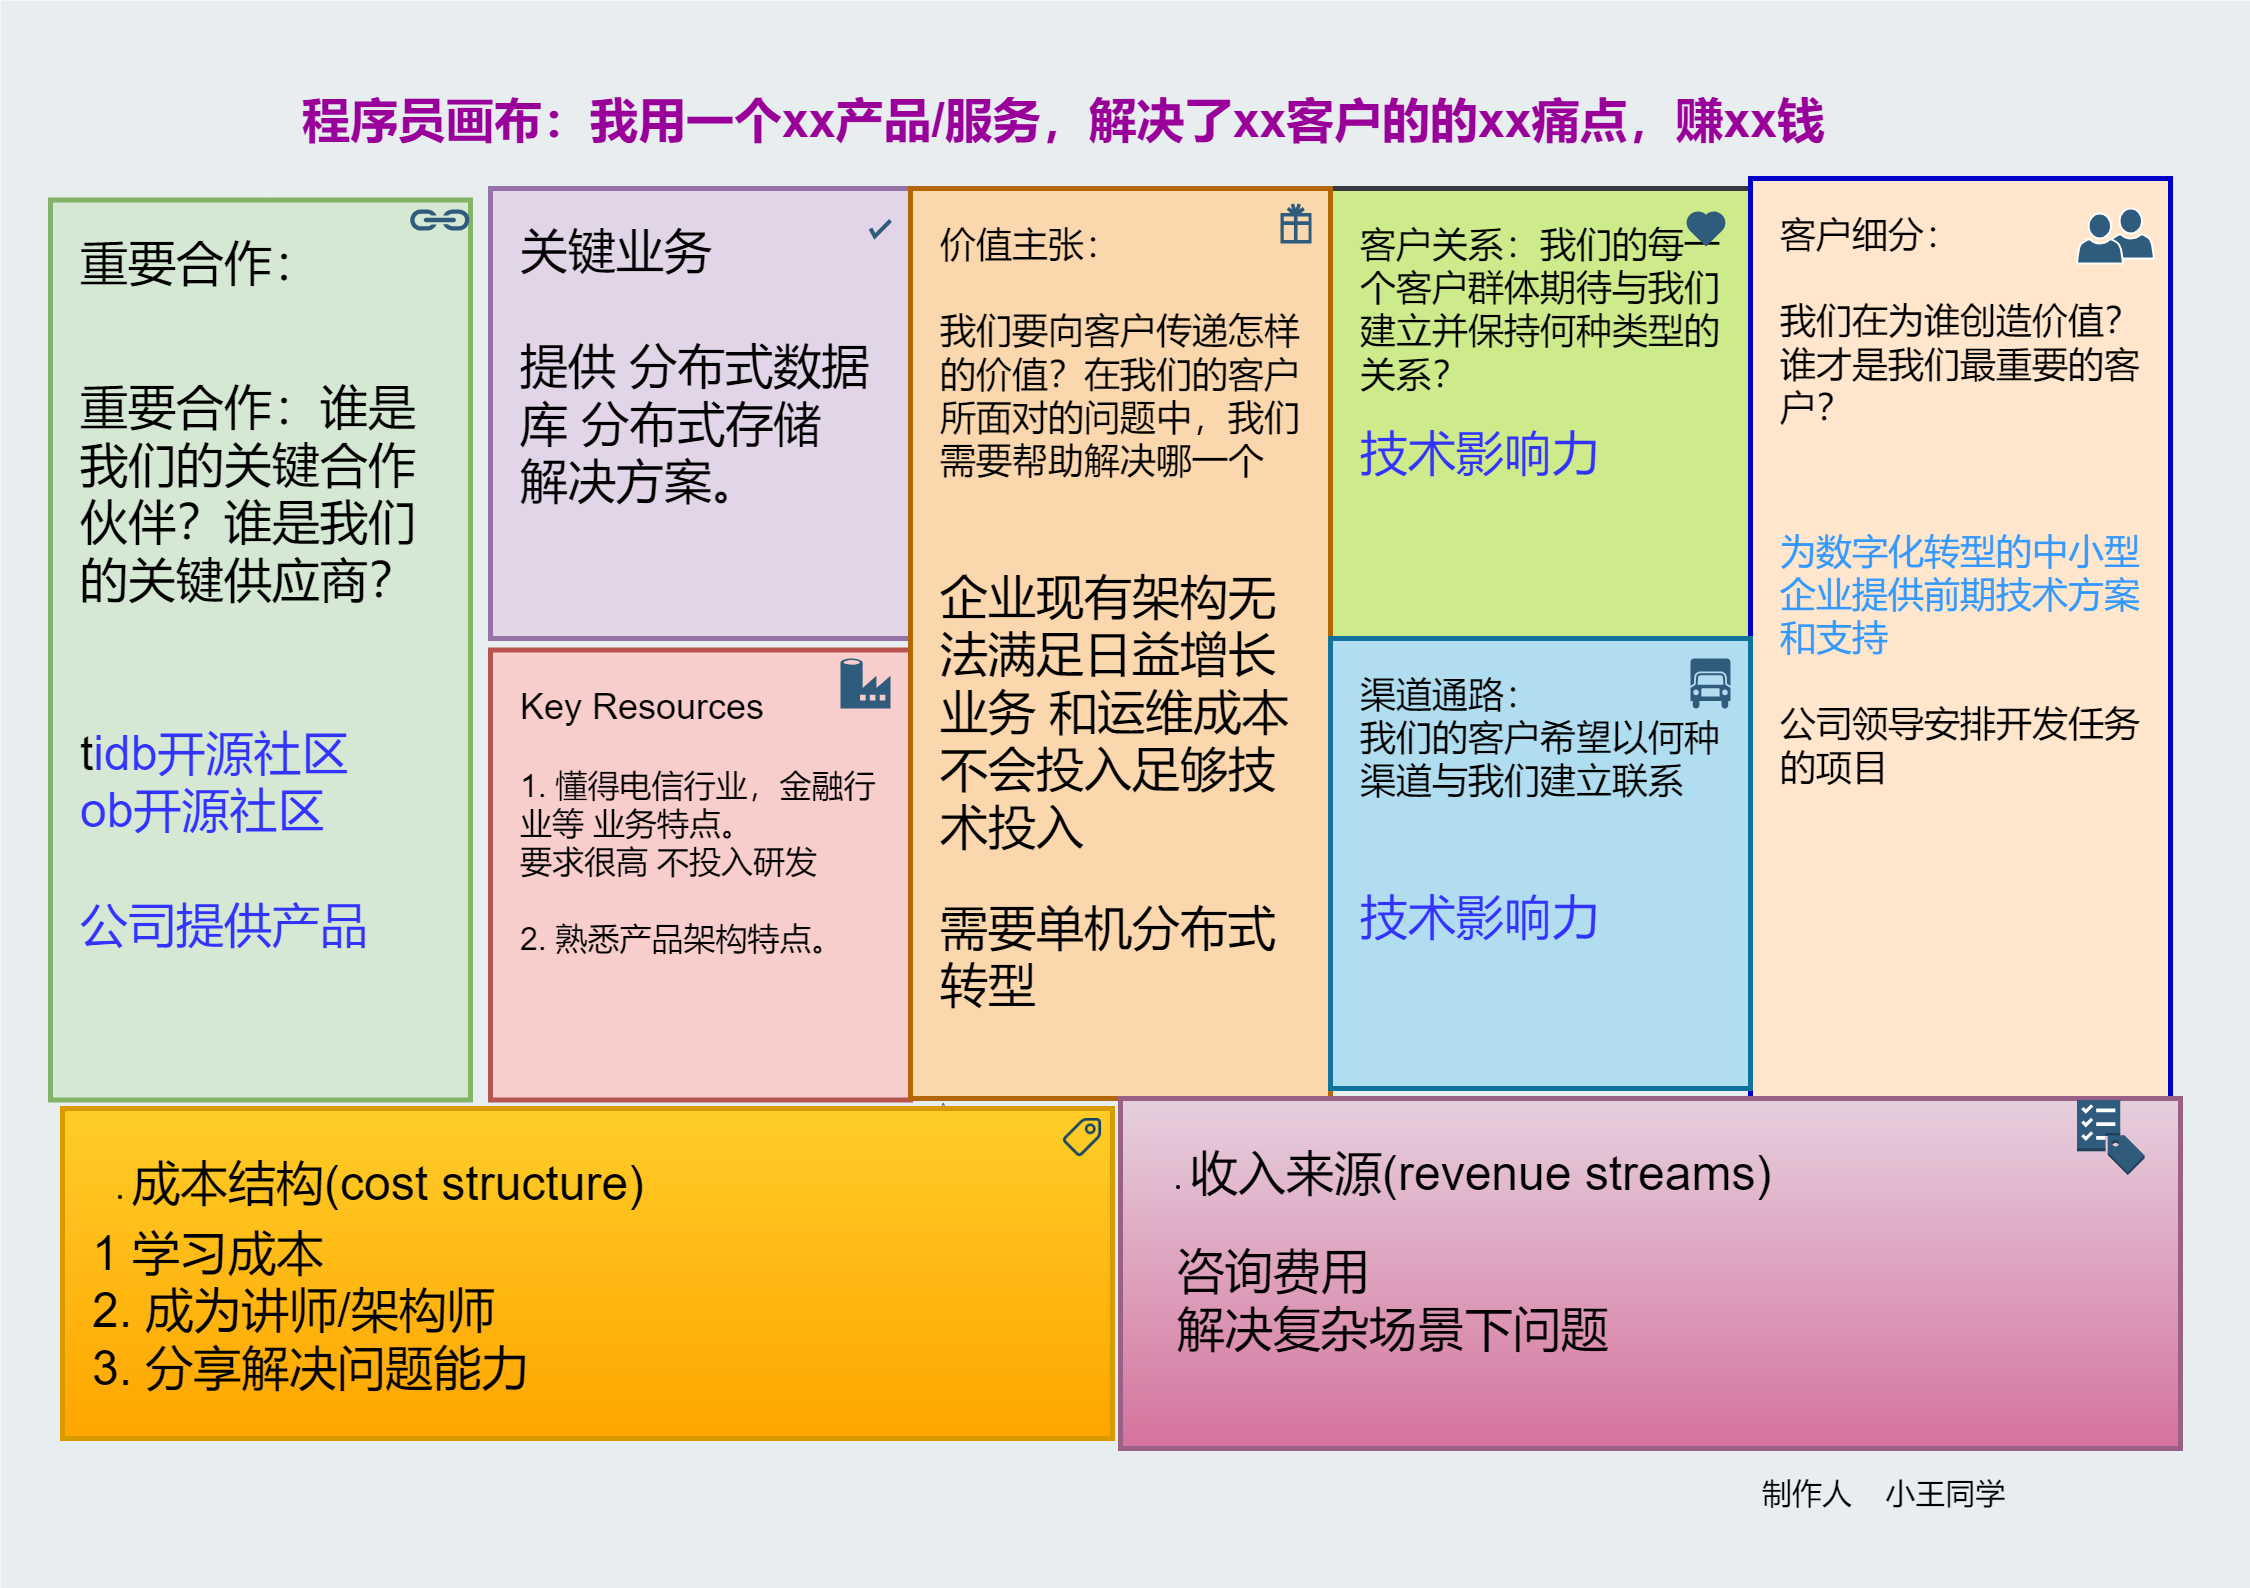 程序员画布：我用一个xx产品/服务，解决了xx客户的的xx痛点，赚xx钱
重要合作：
重要合作：谁是
我们的关键合作
伙伴？谁是我们
的关键供应商？
tidb开源社区
ob开源社区
公司提供产品
关键业务
提供 分布式数据
库 分布式存储
解决方案。
Key Resources
1. 懂得电信行业，金融行
业等 业务特点。
要求很高 不投入研发
2. 熟悉产品架构特点。
价值主张：
我们要向客户传递怎样
的价值？在我们的客户
所面对的问题中，我们
需要帮助解决哪一个
企业现有架构无
法满足日益增长
业务 和运维成本
不会投入足够技
术投入
需要单机分布式
转型
客户关系：我们的每一
个客户群体期待与我们
建立并保持何种类型的
关系？
技术影响力
渠道通路：
我们的客户希望以何种
渠道与我们建立联系
技术影响力
客户细分：
我们在为谁创造价值？
谁才是我们最重要的客
户？
为数字化转型的中小型
企业提供前期技术方案
和支持
公司领导安排开发任务
的项目
. 成本结构(cost structure)
1 学习成本
2. 成为讲师/架构师
3. 分享解决问题能力
. 收入来源(revenue streams)
咨询费用
解决复杂场景下问题
制作人 小王同学